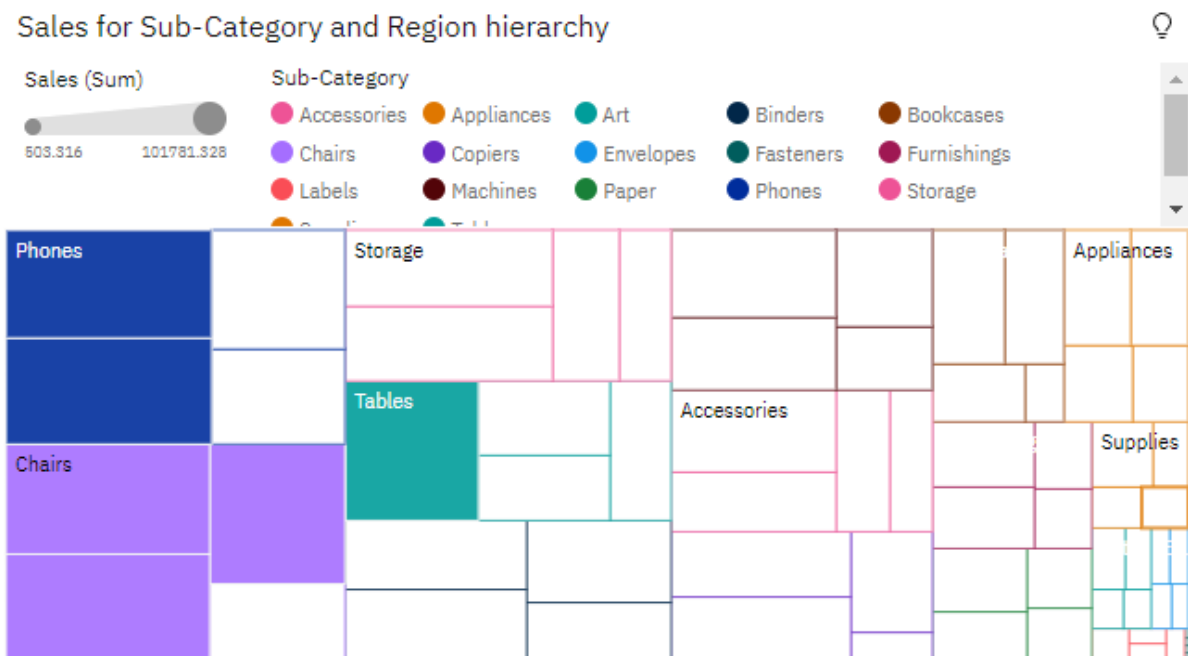 Sales for Sub-Category and Region hierarchy
Sales (Sum)
503.316 101781.328
Sub-Category
Accessories Appliances Art Binders Bookcases
Chairs Copiers Envelopes Fasteners Furnishings
Labels Machines Paper Phones Storage
Phones Storage Appliances
Tables
Accessories
Supplies
Chairs